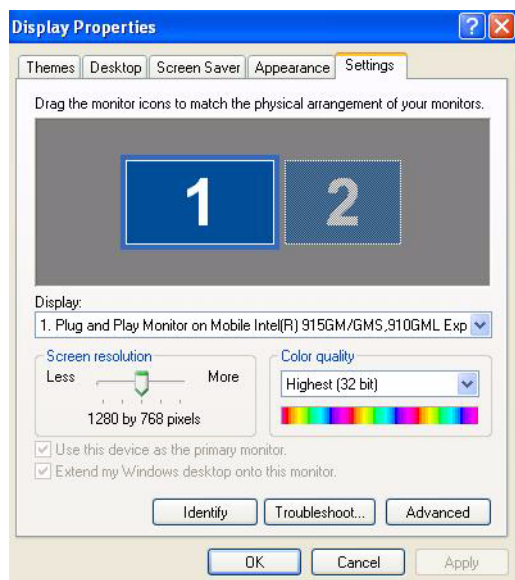 Display Properties
Themes Desktop Screen Saver Appearance Settings
Drag the monitor icons to match the physical arrangement of your monitors.
1 2
Display:
1. Plug and Play Monitor on Mobile Intel(R) 915GM/GMS,910GML Exp
Screen resolution Color quality
Less More Highest (32 bit)
1280 by 768 pixels
Use this device as the primary monitor.
Extend my Windows desktop onto this monitor.
Identify Troubleshoot... Advanced
OK Cancel Apply